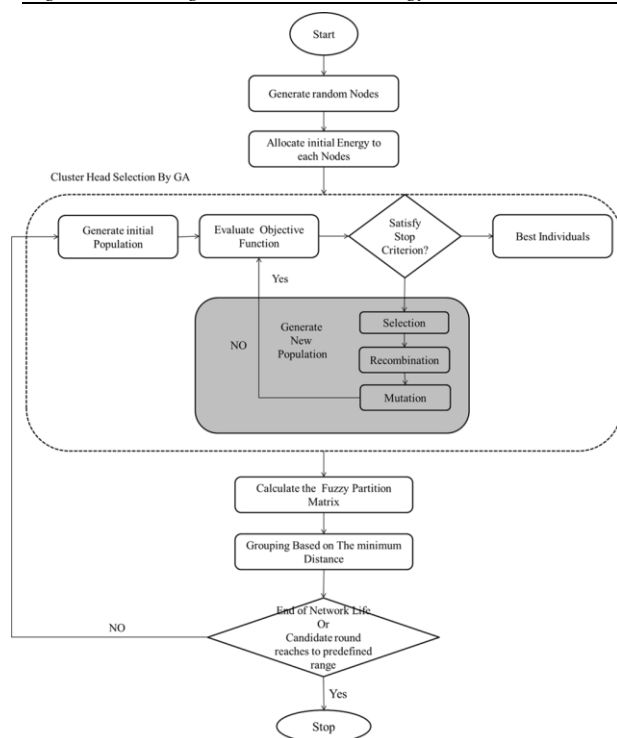 Start
Generate random Nodes
Allocate initial Energy to
each Nodes
Cluster Head Selection By GA
Generate initial
Population
Evaluate Objective
Function
Satisfy
Stop
Criterion?
Best Individuals
Yes
NO
Generate
New
Population
Selection
Recombination
Mutation
Calculate the Fuzzy Partition
Matrix
Grouping Based on The minimum
Distance
End of Network Life
Or
Candidate round
reaches to predefined
range
NO
Yes
Stop